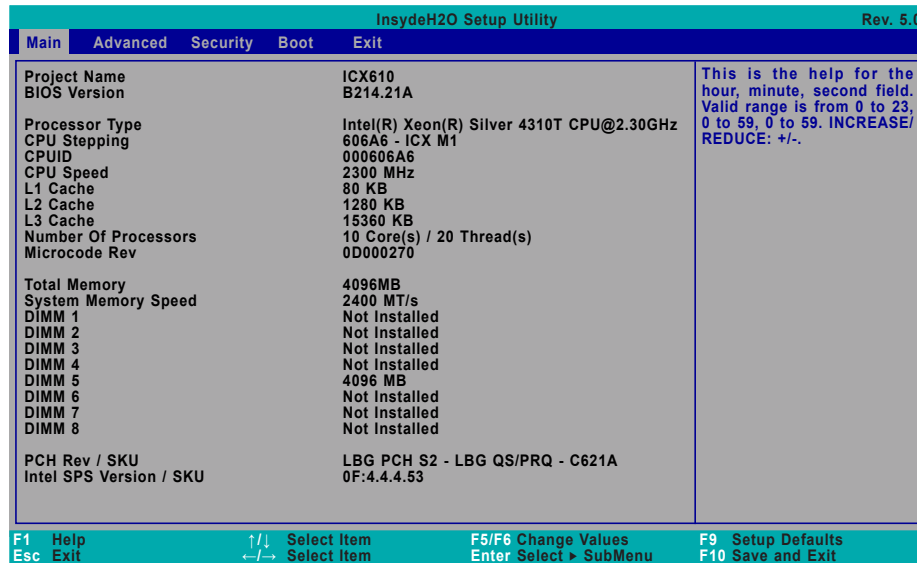 InsydeH2O Setup Utility Rev. 5.0
Main Advanced Security Boot Exit
Project Name ICX610
BIOS Version B214.21A
Processor Type Intel(R) Xeon(R) Silver 4310T CPU@2.30GHz
CPU Stepping 606A6 - ICX M1
CPUID 000606A6
CPU Speed 2300 MHz
L1 Cache 80 KB
L2 Cache 1280 KB
L3 Cache 15360 KB
Number Of Processors 10 Core(s) / 20 Thread(s)
Microcode Rev 0D000270
Total Memory 4096MB
System Memory Speed 2400 MT/s
DIMM 1 Not Installed
DIMM 2 Not Installed
DIMM 3 Not Installed
DIMM 4 Not Installed
DIMM 5 4096 MB
DIMM 6 Not Installed
DIMM 7 Not Installed
DIMM 8 Not Installed
PCH Rev / SKU LBG PCH S2 - LBG QS/PRQ - C621A
Intel SPS Version / SKU 0F:4.4.4.53
This is the help for the
hour, minute, second field.
Valid range is from 0 to 23,
0 to 59, 0 to 59. INCREASE/
REDUCE: +/-.
F1 Help ↑/↓ Select Item F5/F6 Change Values F9 Setup Defaults
Esc Exit ←/→ Select Item Enter Select ▶ SubMenu F10 Save and Exit